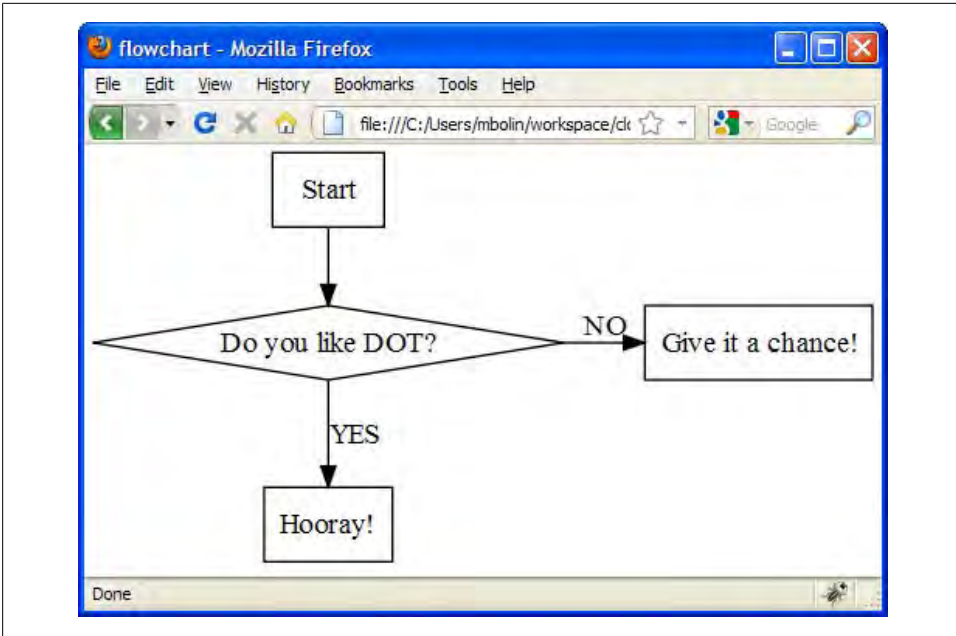 flowchart - Mozilla Firefox
File Edit View History Bookmarks Tools Help
file:///C:/Users/mbolin/workspace/clo Google
Start
Do you like DOT?
NO
Give it a chance!
YES
Hooray!
Done